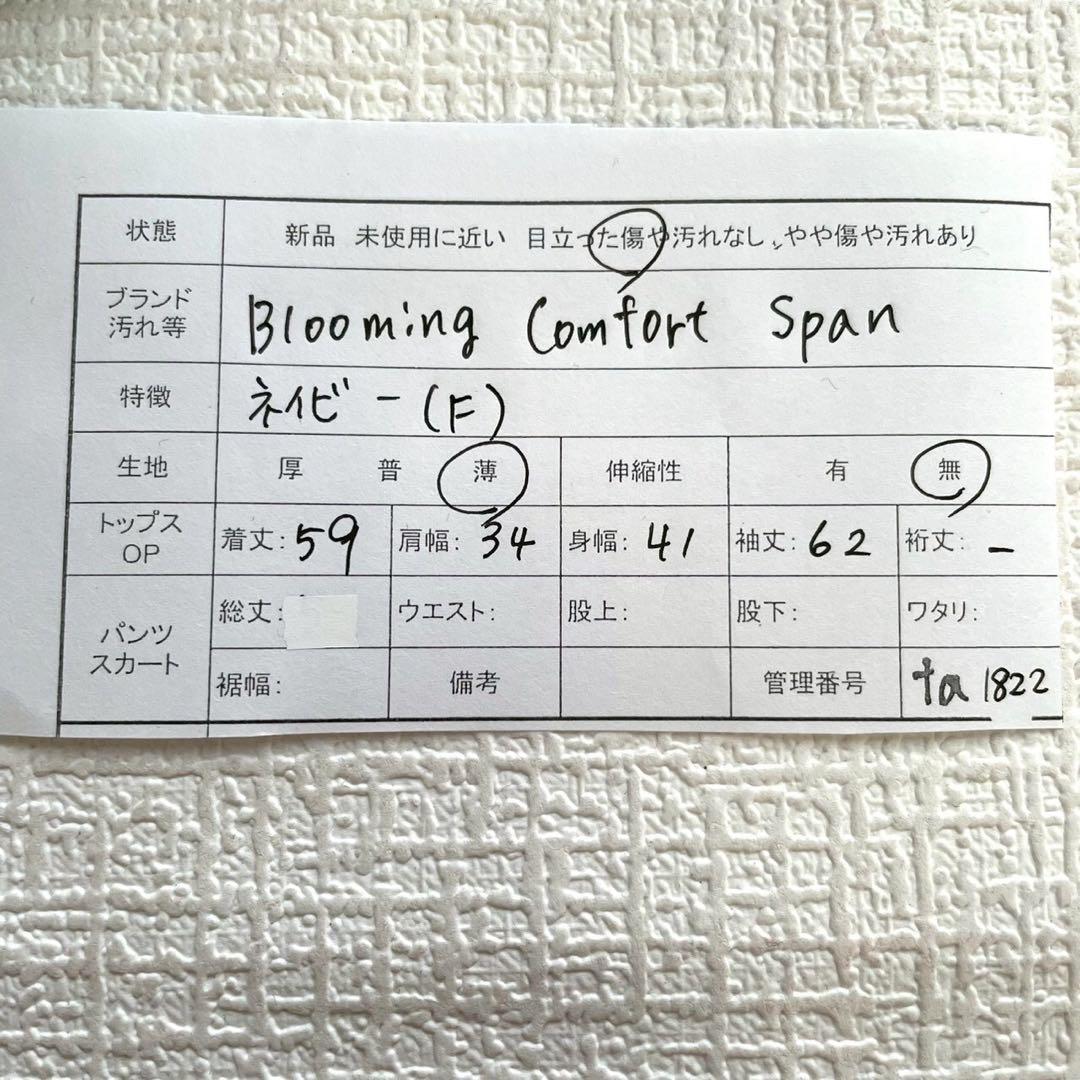 状態 新品 未使用に近い 目立った傷や汚れなし、やや傷や汚れあり
ブランド
汚れ等
Blooming Comfort Span
特徴 ネイビー(F)
生地 厚 普 薄 伸縮性 有 無
トップス
OP
着丈:59 肩幅:34 身幅:41 袖丈:62 裄丈:-
パンツ
スカート
総丈: ウエスト: 股上: 股下: ワタリ:
裾幅: 備考 管理番号 ta1822